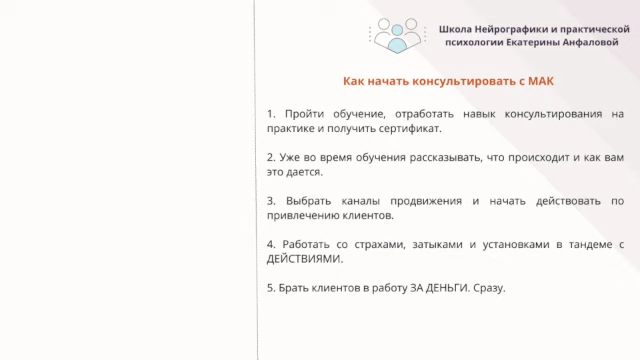 Школа Нейрографики и практической
психологии Екатерины Анфаловой
Как начать консультировать с МАК
1. Пройти обучение, отработать навык консультирования на
практике и получить сертификат.
2. Уже во время обучения рассказывать, что происходит и как вам
это дается.
3. Выбрать каналы продвижения и начать действовать по
привлечению клиентов.
4. Работать со страхами, затыками и установками в тандеме с
ДЕЙСТВИЯМИ.
5. Брать клиентов в работу ЗА ДЕНЬГИ. Сразу.